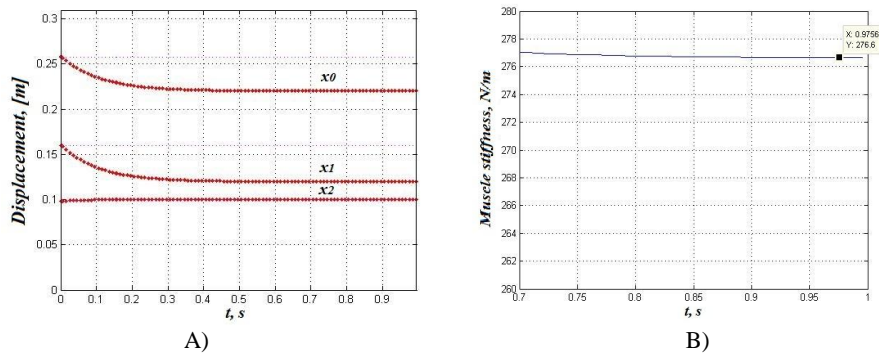 0.3
0.25
0.2
0.15
0.1
0.05
0
Displacement, [m]
x0
x1
x2
0 0.1 0.2 0.3 0.4 0.5 0.6 0.7 0.8 0.9
t, s
A)
280
278
276
274
272
270
268
266
264
262
260
Muscle stiffness, N/m
X: 0.9756
Y: 276.6
0.7 0.75 0.8 0.85 0.9 0.95 1
t, s
B)